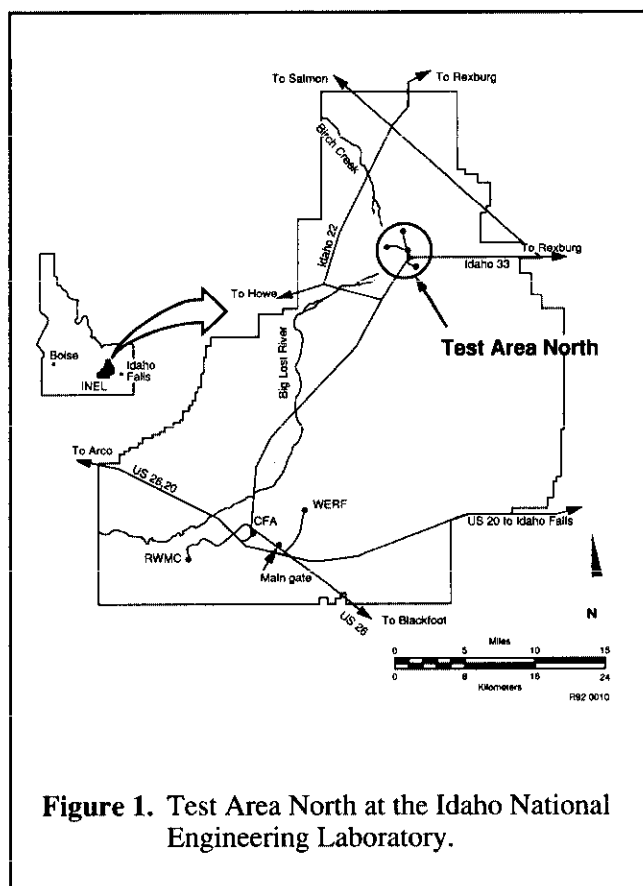 To Salmon
To Rexburg
Birch Creek
Idaho 22
To Rexburg
Idaho 33
To Howe
Test Area North
Boise
Idaho
Falls
INEL
Big Lost River
To Arco
US 26,20
WERF
CFA
US 20 to Idaho Falls
RWMC
Main gate
To Blackfoot
US 26
N
Miles
0 5 10 15
0 8 16 24
Kilometers
R92 0010
Figure 1. Test Area North at the Idaho National
Engineering Laboratory.